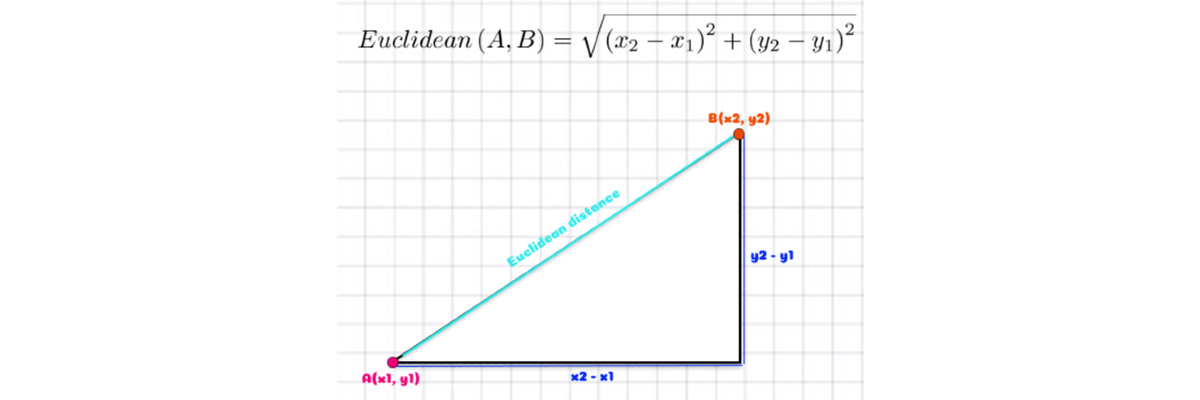 Euclidean (A, B) = √(x₂ − x₁)² + (y₂ − y₁)²
B(x2, y2)
Euclidean distance
y2 - y1
A(x1, y1)
x2 - x1